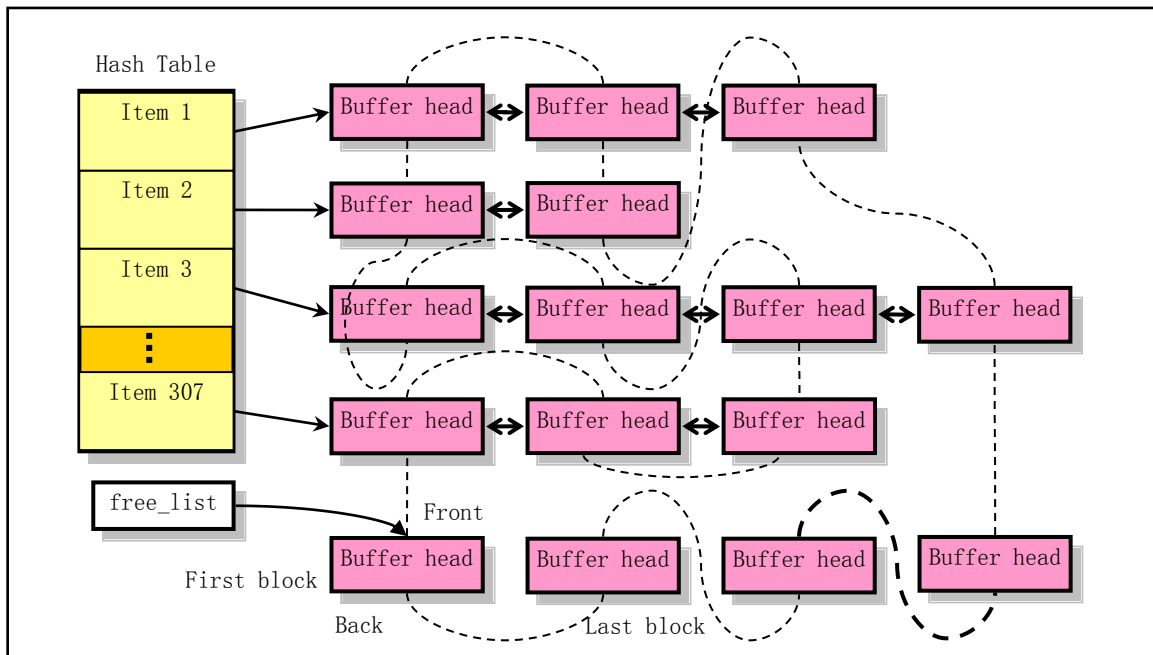 Hash Table
Item 1
Buffer head Buffer head Buffer head
Item 2
Buffer head Buffer head
Item 3
Buffer head Buffer head Buffer head Buffer head
⋮
Item 307
Buffer head Buffer head Buffer head
free_list
Front
Buffer head Buffer head Buffer head Buffer head
First block
Back
Last block